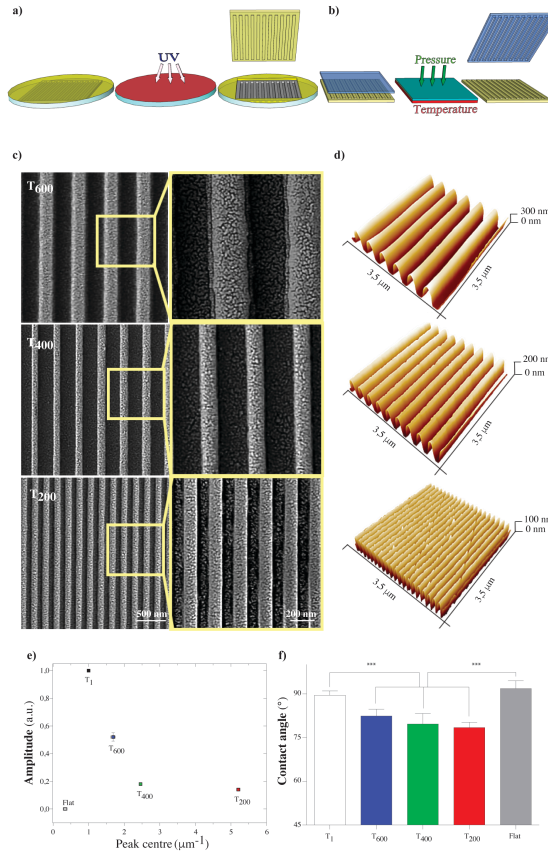 a)
UV
b)
Pressure
Temperature
c)
T600
T400
T200
500 nm
200 nm
d)
300 nm
0 nm
3,5 µm
3,5 µm
200 nm
0 nm
3,5 µm
3,5 µm
100 nm
0 nm
3,5 µm
3,5 µm
e)
Amplitude (a.u.)
1,0
0,8
0,6
0,4
0,2
0,0
T1
T600
T400
T200
Flat
0 1 2 3 4 5 6
Peak centre (µm-1)
f)
Contact angle (°)
90
75
60
45
*** ***
T1 T600 T400 T200 Flat